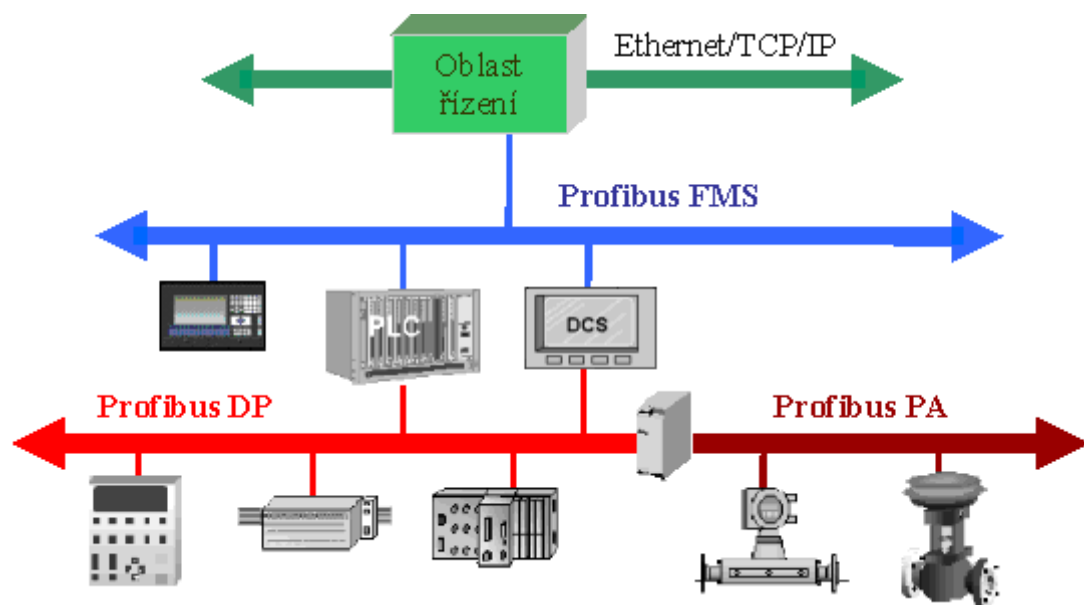 Ethernet/TCP/IP
Oblast
řízení
Profibus FMS
PLC
DCS
Profibus DP
Profibus PA